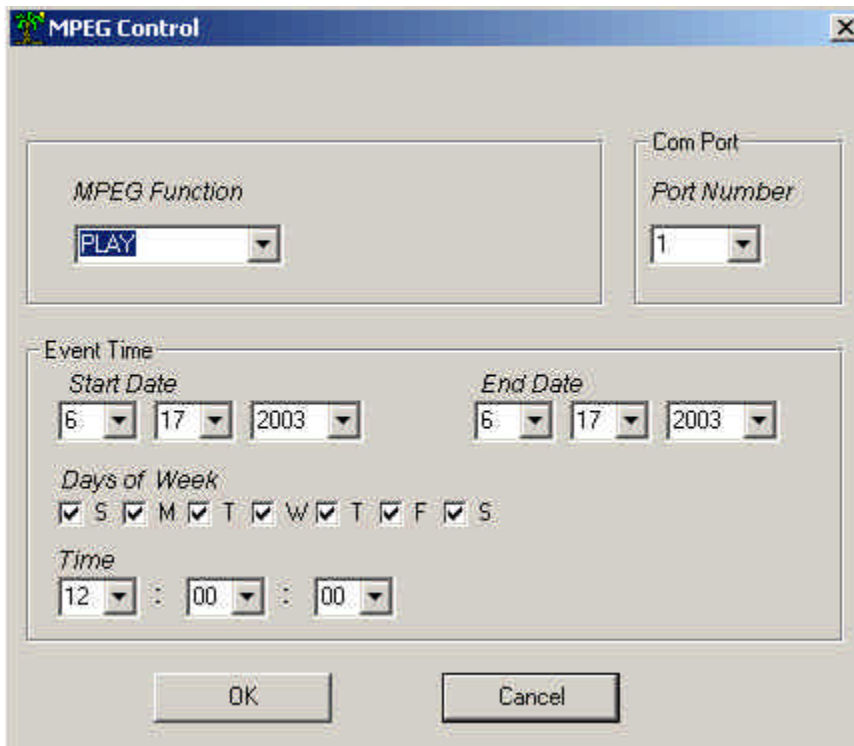 MPEG Control
Com Port
MPEG Function
Port Number
PLAY
1
Event Time
Start Date
End Date
6 17 2003
6 17 2003
Days of Week
S M T W T F S
Time
12 : 00 : 00
OK
Cancel